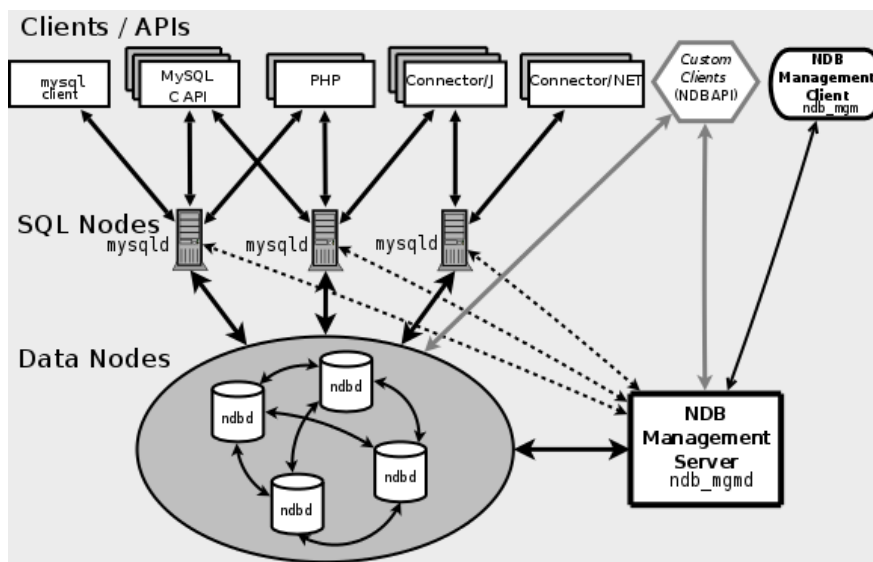 Clients / APIs
mysql
client
MySQL
C API
PHP
Connector/J
Connector/NET
Custom
Clients
(NDBAPI)
NDB
Management
Client
ndb_mgm
SQL Nodes
mysqld
mysqld
mysqld
Data Nodes
ndbd
ndbd
ndbd
ndbd
NDB
Management
Server
ndb_mgmd